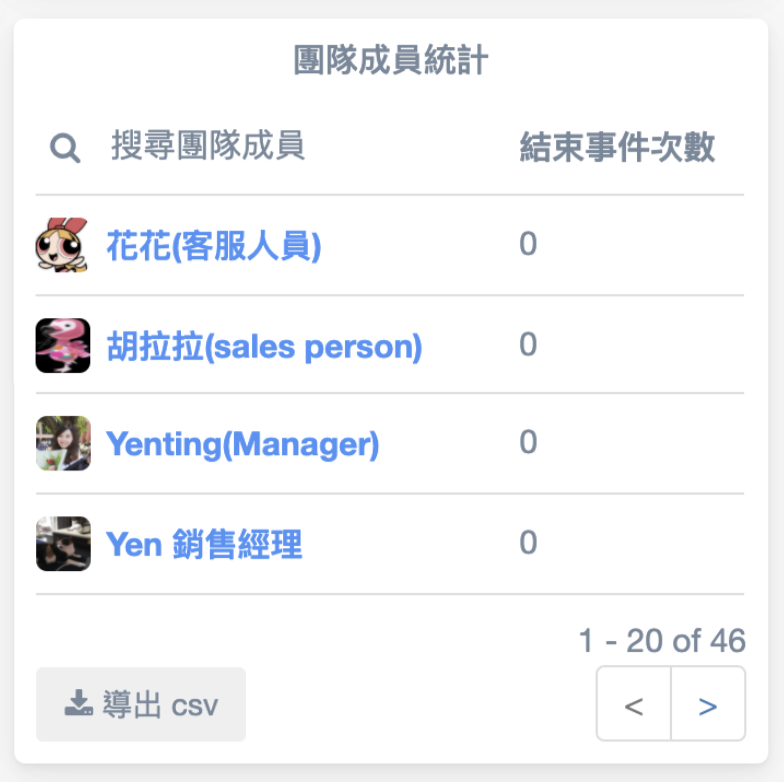 團隊成員統計
搜尋團隊成員 結束事件次數
花花(客服人員) 0
胡拉拉(sales person) 0
Yenting(Manager) 0
Yen 銷售經理 0
1 - 20 of 46
導出 csv < >